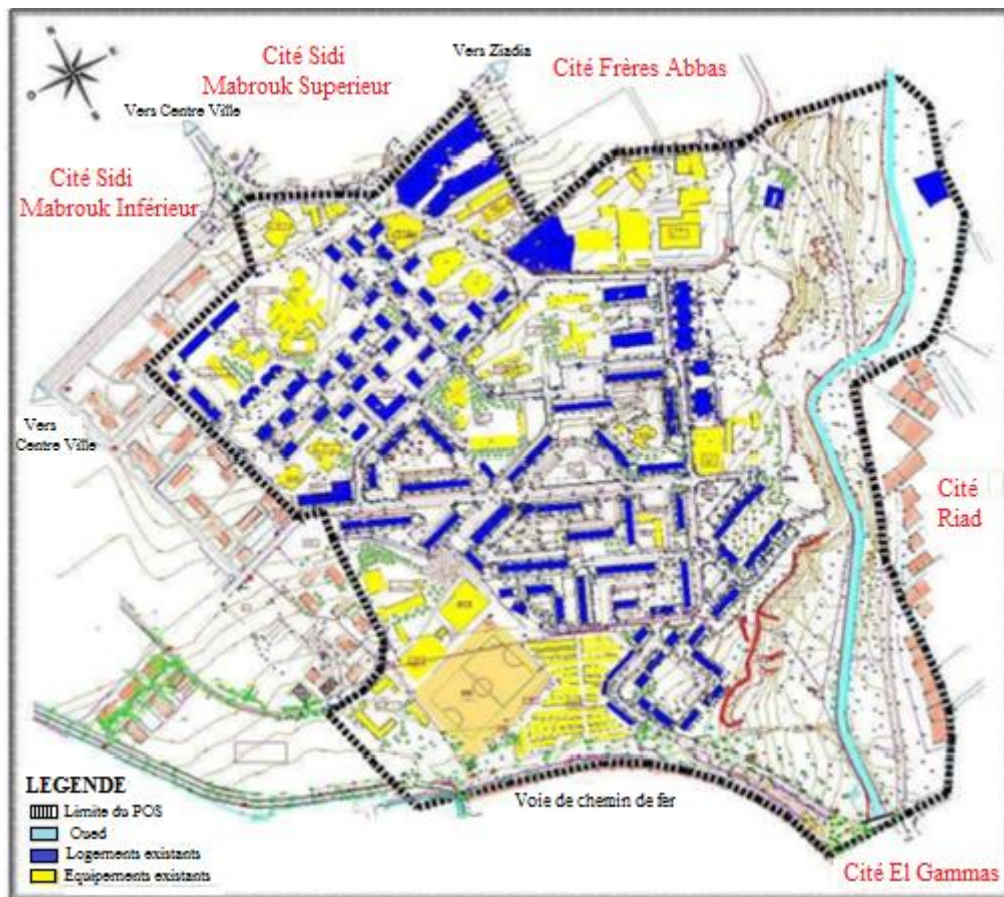 Cité Sidi
Mabrouk Superieur
Vers Ziadia
Cité Frères Abbas
Vers Centre Ville
Cité Sidi
Mabrouk Inférieur
Vers
Centre Ville
Cité
Riad
Voie de chemin de fer
Cité El Gammas
LEGENDE
Limite du POS
Oued
Logements existants
Equipements existants